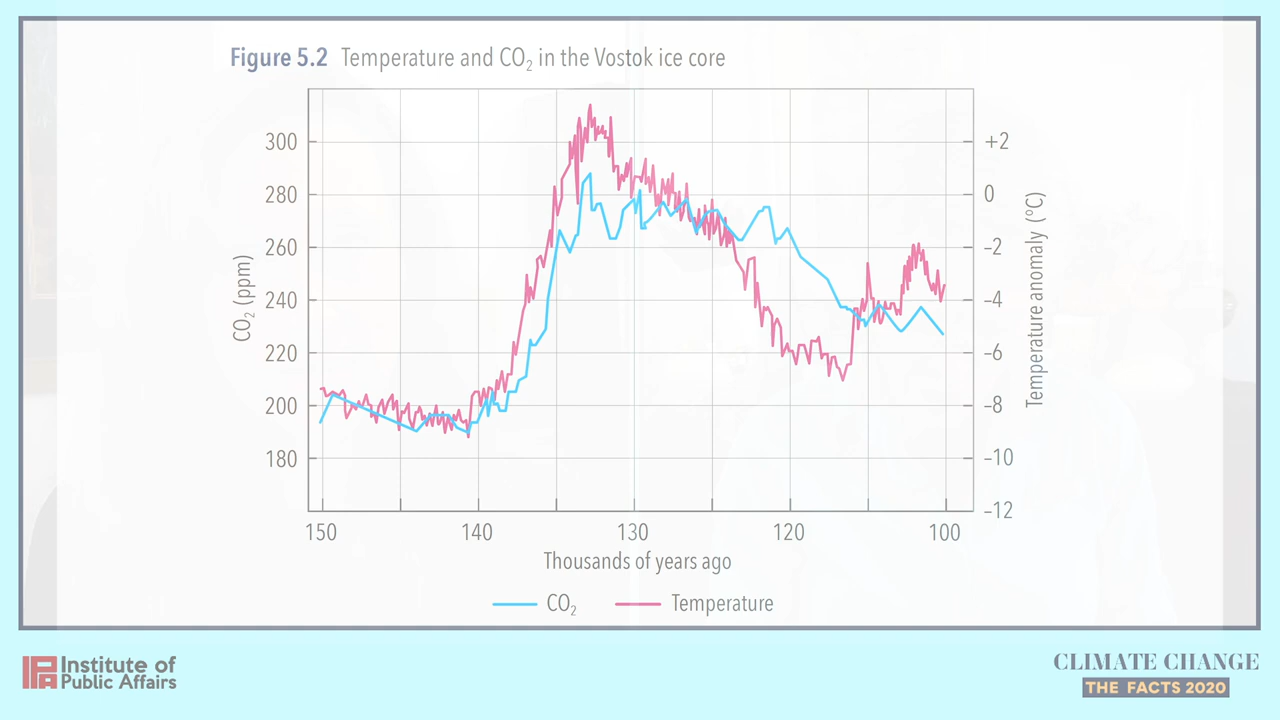 Figure 5.2 Temperature and CO₂ in the Vostok ice core
300
280
260
240
220
200
180
CO₂ (ppm)
+2
0
–2
–4
–6
–8
–10
–12
Temperature anomaly (°C)
150
140
130
120
100
Thousands of years ago
CO₂
Temperature
IPA Institute of
Public Affairs
CLIMATE CHANGE
THE FACTS 2020